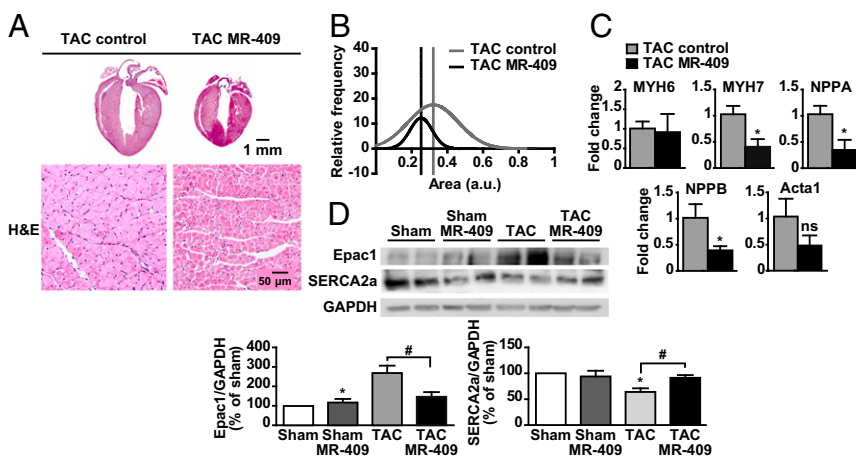 A
TAC control TAC MR-409
1 mm
H&E
50 µm
B
TAC control
TAC MR-409
Relative frequency
40
30
20
10
0
0.2 0.4 0.6 0.8 1
Area (a.u.)
C
TAC control
TAC MR-409
MYH6 MYH7 NPPA
Fold change
2.0
1.5
1.0
0.5
0
1.5
1
0.5
0
*
1.5
1
0.5
0
*
NPPB Acta1
Fold change
1.5
1
0.5
0
*
1.5
1
0.5
0
ns
D
Sham Sham MR-409 TAC TAC MR-409
Epac1
SERCA2a
GAPDH
Epac1/GAPDH
(% of sham)
400
300
200
100
0
*
#
Sham Sham MR-409 TAC TAC MR-409
SERCA2a/GAPDH
(% of sham)
150
100
50
0
*
#
Sham Sham MR-409 TAC TAC MR-409